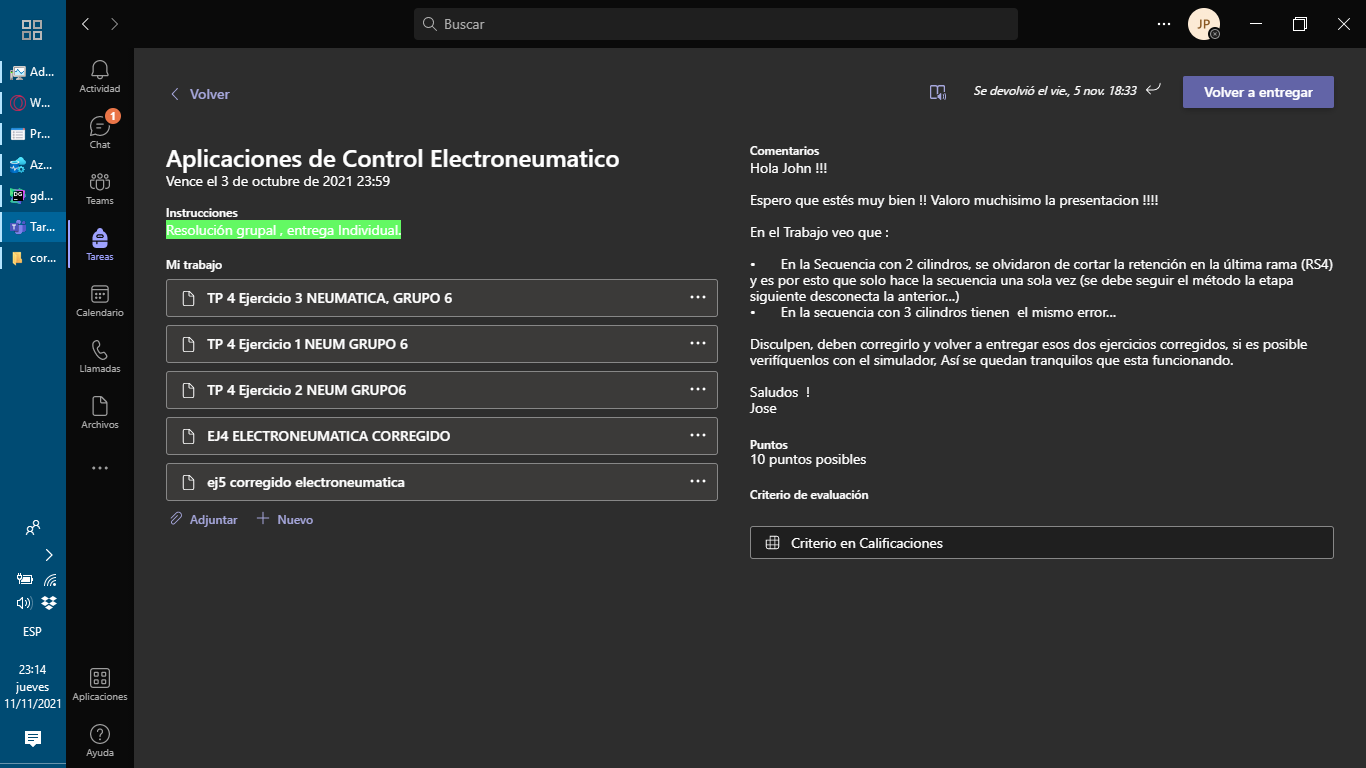 Buscar
JP
Ad...
W...
Pr...
Az...
gd...
Tar...
cor...
ESP
23:14
jueves
11/11/2021
Actividad
1
Chat
Teams
Tareas
Calendario
Llamadas
Archivos
Aplicaciones
Ayuda
Volver
Se devolvió el vie., 5 nov. 18:33
Volver a entregar
Aplicaciones de Control Electroneumatico
Vence el 3 de octubre de 2021 23:59
Instrucciones
Resolución grupal , entrega Individual.
Mi trabajo
TP 4 Ejercicio 3 NEUMATICA, GRUPO 6
TP 4 Ejercicio 1 NEUM GRUPO 6
TP 4 Ejercicio 2 NEUM GRUPO6
EJ4 ELECTRONEUMATICA CORREGIDO
ej5 corregido electroneumatica
Adjuntar
Nuevo
Comentarios
Hola John !!!
Espero que estés muy bien !! Valoro muchisimo la presentacion !!!!
En el Trabajo veo que :
• En la Secuencia con 2 cilindros, se olvidaron de cortar la retención en la última rama (RS4)
y es por esto que solo hace la secuencia una sola vez (se debe seguir el método la etapa
siguiente desconecta la anterior...)
• En la secuencia con 3 cilindros tienen el mismo error...
Disculpen, deben corregirlo y volver a entregar esos dos ejercicios corregidos, si es posible
verifíquenlos con el simulador, Así se quedan tranquilos que esta funcionando.
Saludos !
Jose
Puntos
10 puntos posibles
Criterio de evaluación
Criterio en Calificaciones